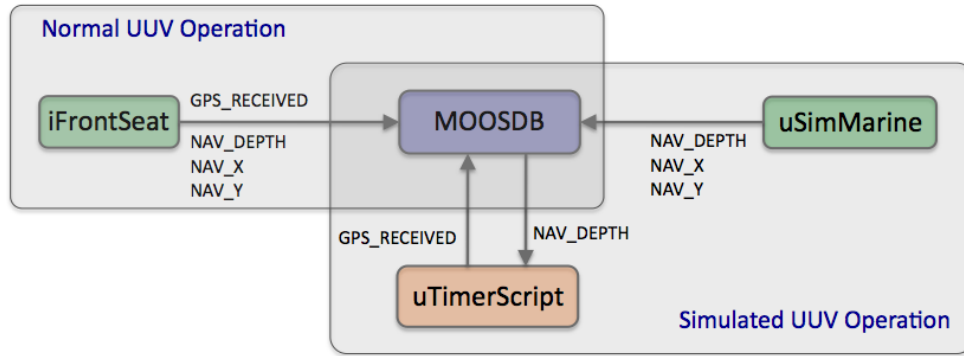 Normal UUV Operation
iFrontSeat
GPS_RECEIVED
NAV_DEPTH
NAV_X
NAV_Y
MOOSDB
uSimMarine
NAV_DEPTH
NAV_X
NAV_Y
GPS_RECEIVED
NAV_DEPTH
uTimerScript
Simulated UUV Operation